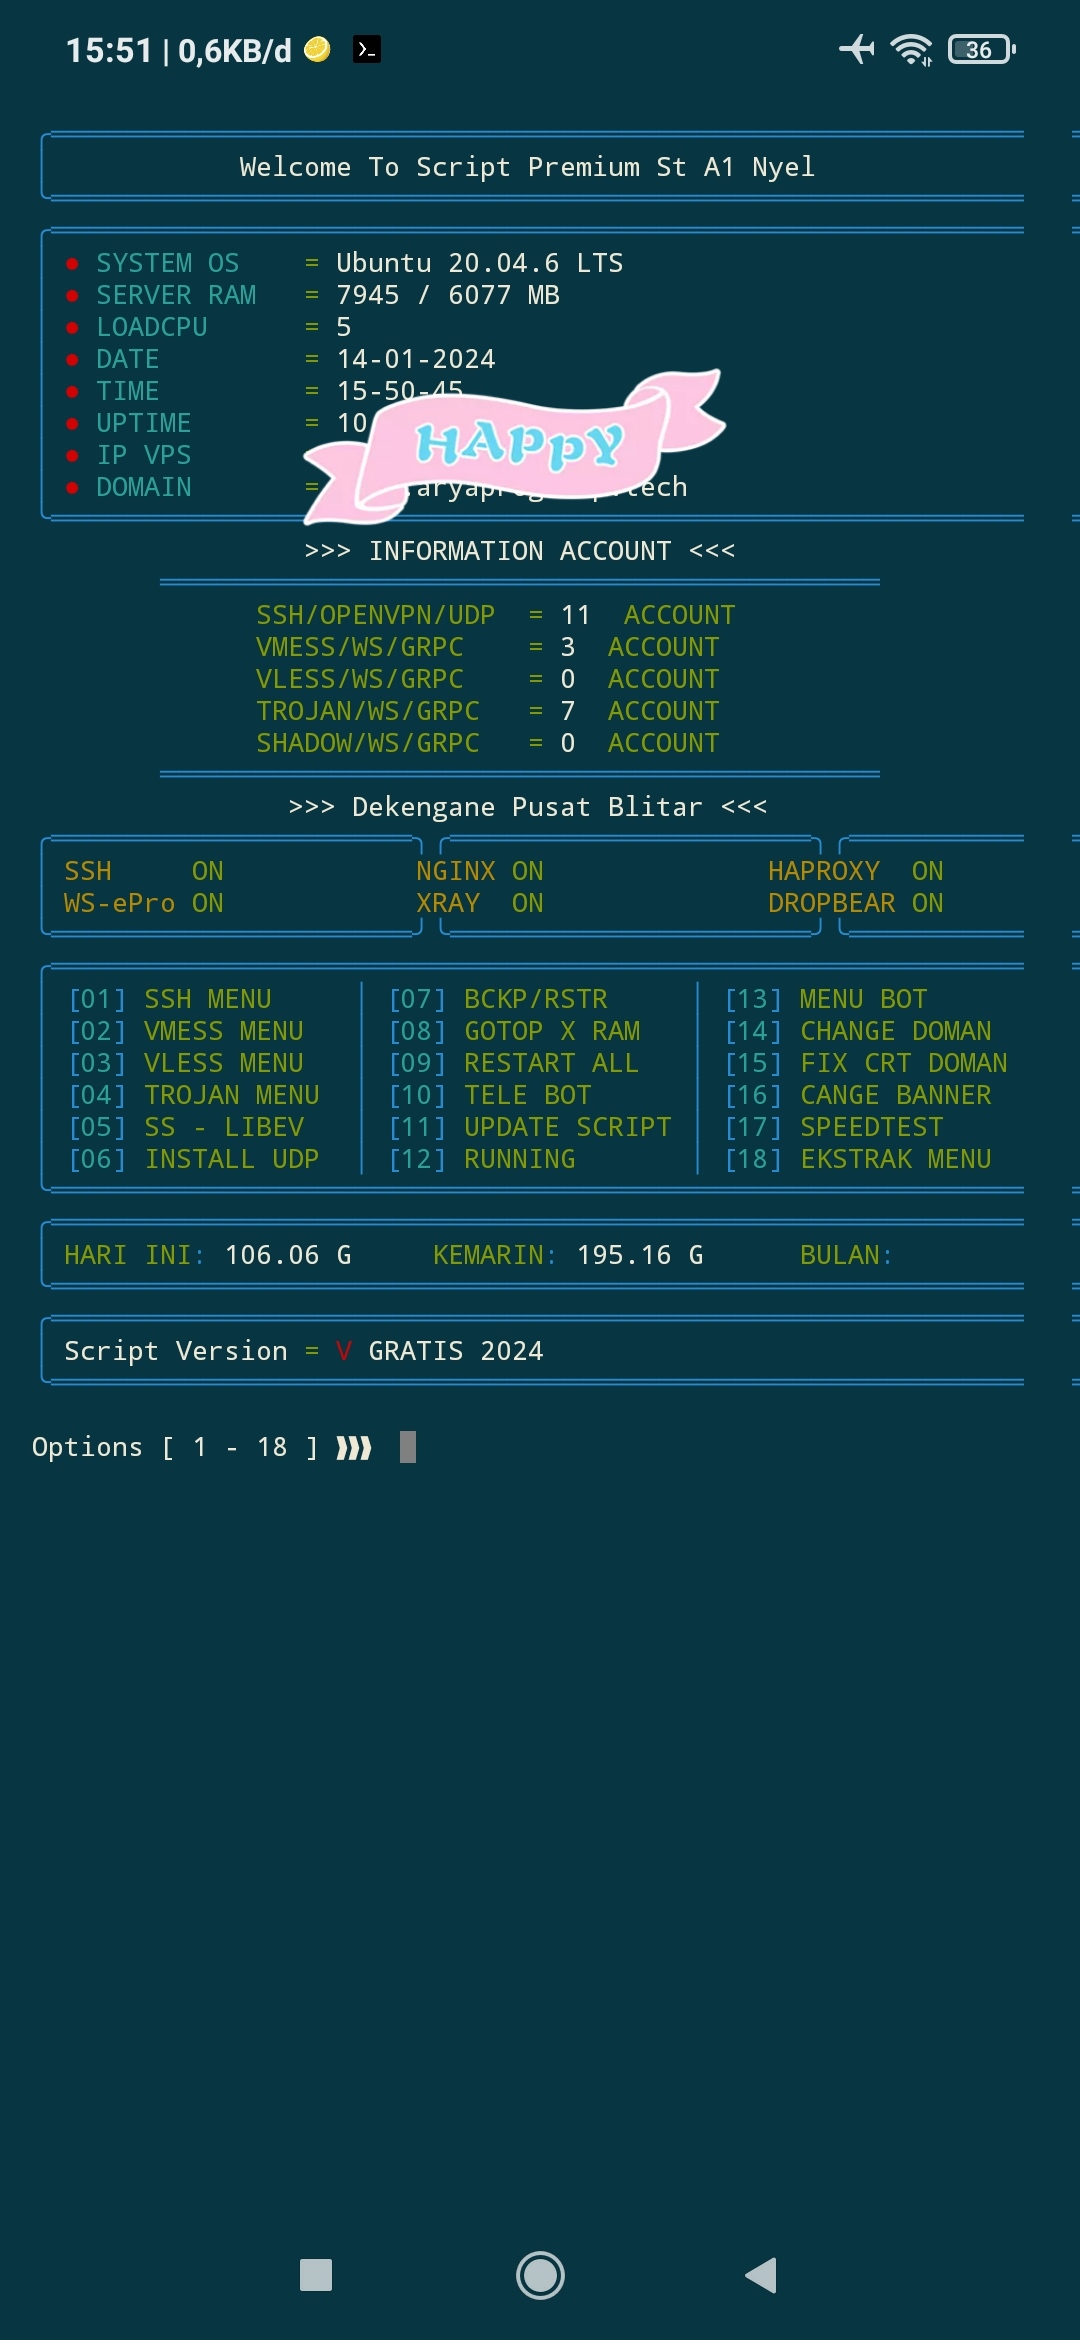 15:51 | 0,6KB/d
36
Welcome To Script Premium St A1 Nyel
SYSTEM OS = Ubuntu 20.04.6 LTS
SERVER RAM = 7945 / 6077 MB
LOADCPU = 5
DATE = 14-01-2024
TIME = 15-50-45
UPTIME = 10
HAPPY
IP VPS
DOMAIN = tech
>>> INFORMATION ACCOUNT <<<
SSH/OPENVPN/UDP = 11 ACCOUNT
VMESS/WS/GRPC = 3 ACCOUNT
VLESS/WS/GRPC = 0 ACCOUNT
TROJAN/WS/GRPC = 7 ACCOUNT
SHADOW/WS/GRPC = 0 ACCOUNT
>>> Dekengane Pusat Blitar <<<
SSH ON NGINX ON HAPROXY ON
WS-ePro ON XRAY ON DROPBEAR ON
[01] SSH MENU │ [07] BCKP/RSTR │ [13] MENU BOT
[02] VMESS MENU │ [08] GOTOP X RAM │ [14] CHANGE DOMAN
[03] VLESS MENU │ [09] RESTART ALL │ [15] FIX CRT DOMAN
[04] TROJAN MENU │ [10] TELE BOT │ [16] CANGE BANNER
[05] SS - LIBEV │ [11] UPDATE SCRIPT │ [17] SPEEDTEST
[06] INSTALL UDP │ [12] RUNNING │ [18] EKSTRAK MENU
HARI INI: 106.06 G KEMARIN: 195.16 G BULAN:
Script Version = V GRATIS 2024
Options [ 1 - 18 ] ❱❱❱